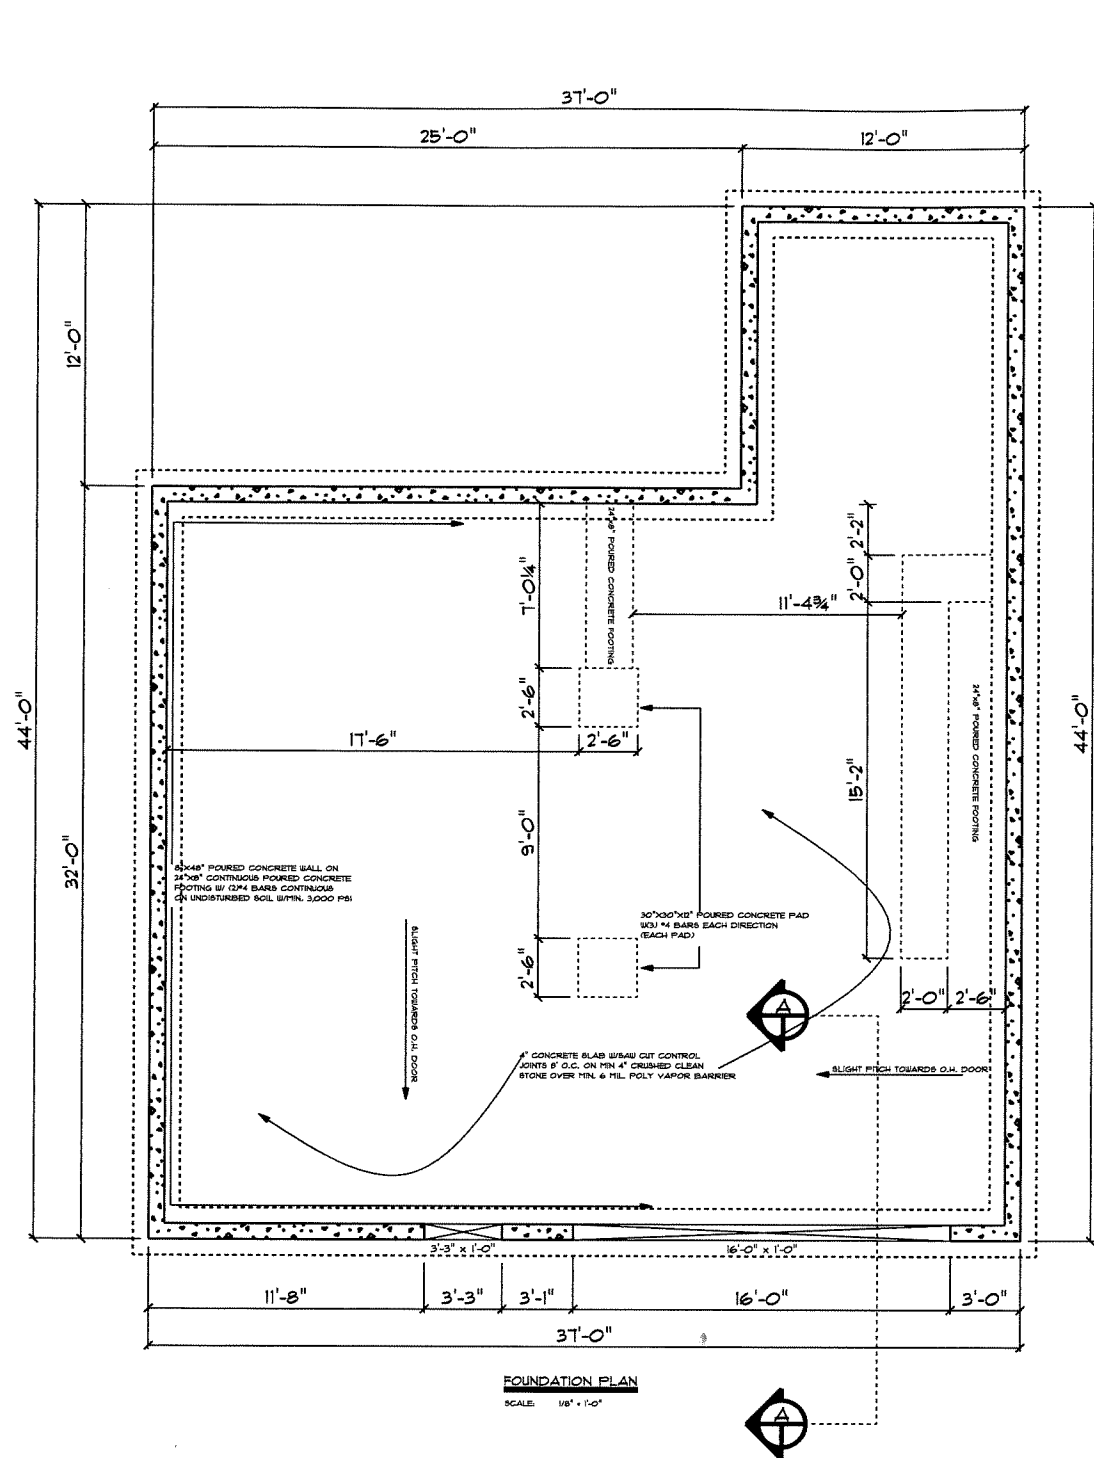 37'-0"
25'-0"
12'-0"
12'-0"
24"x8" POURED CONCRETE FOOTING
2'-2"
7'-0¼"
2'-0"
11'-4¾"
2'-6"
44'-0"
17'-6"
2'-6"
24"x8" POURED CONCRETE FOOTING
44'-0"
15'-2"
9'-0"
32'-0"
8"X48" POURED CONCRETE WALL ON
24"X8" CONTINUOUS POURED CONCRETE
FOOTING W/ (2)#4 BARS CONTINUOUS
ON UNDISTURBED SOIL W/MIN. 3,000 PSI
30"X30"X12" POURED CONCRETE PAD
W(3) #4 BARS EACH DIRECTION
(EACH PAD)
SLIGHT PITCH TOWARDS O.H. DOOR
2'-6"
2'-0"
2'-6"
A
4" CONCRETE SLAB W/SAW CUT CONTROL
JOINTS 8' O.C. ON MIN 4" CRUSHED CLEAN
STONE OVER MIN. 6 MIL POLY VAPOR BARRIER
SLIGHT PITCH TOWARDS O.H. DOOR
3'-3" x 1'-0"
16'-0" x 1'-0"
11'-8"
3'-3"
3'-1"
16'-0"
3'-0"
37'-0"
FOUNDATION PLAN
SCALE: 1/8" = 1'-0"
A